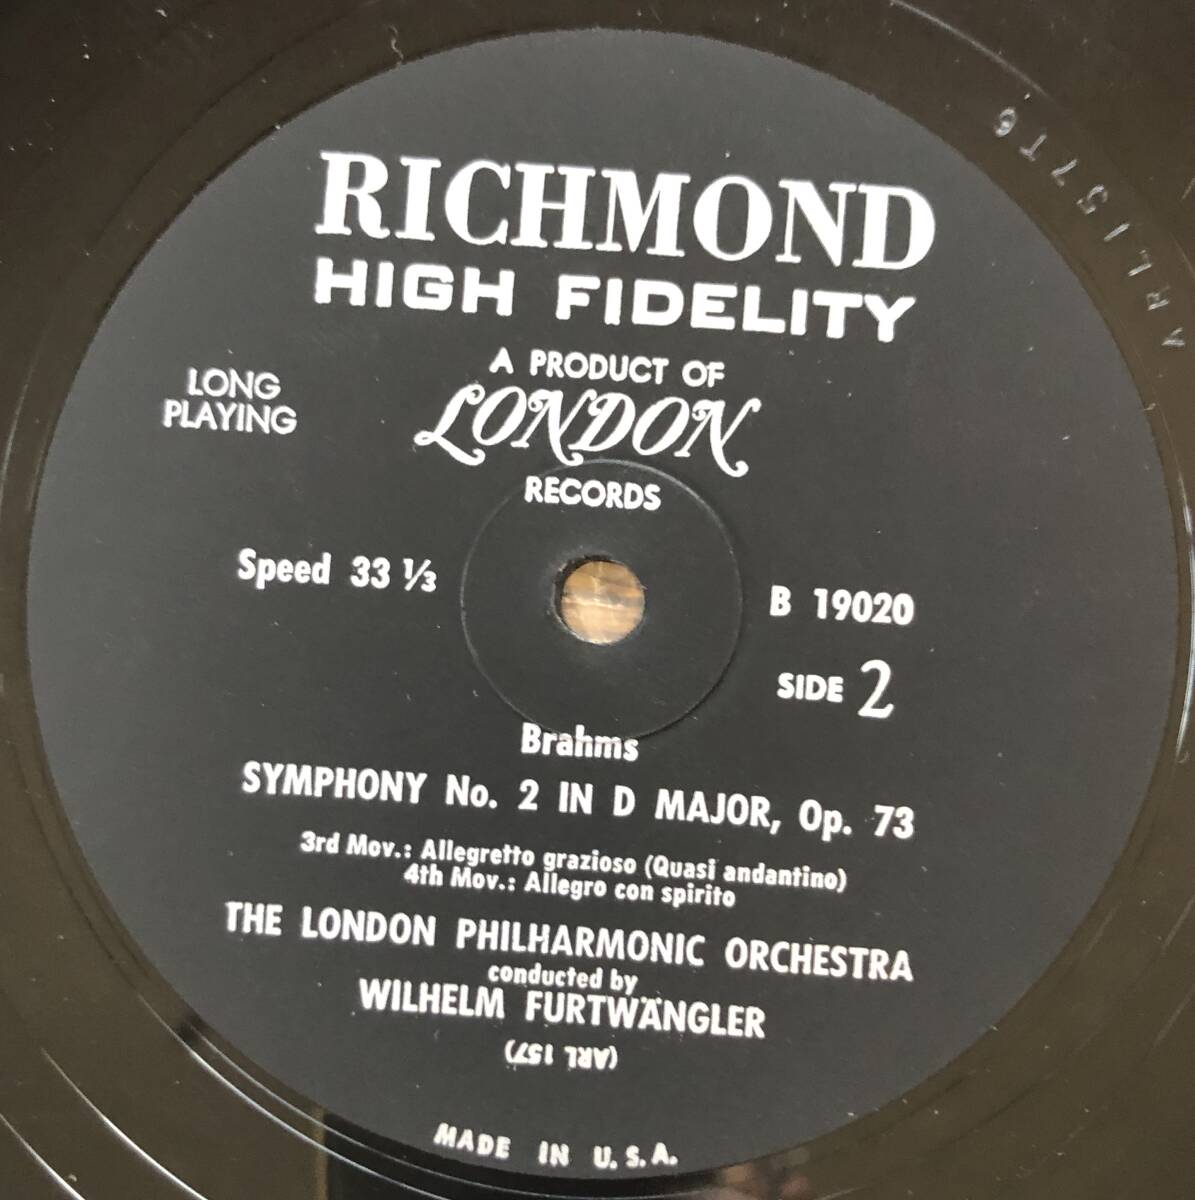 RICHMOND
HIGH FIDELITY
A PRODUCT OF
LONDON
RECORDS
LONG
PLAYING
Speed 33 ⅓
B 19020
SIDE 2
Brahms
SYMPHONY No. 2 IN D MAJOR, Op. 73
3rd Mov.: Allegretto grazioso (Quasi andantino)
4th Mov.: Allegro con spirito
THE LONDON PHILHARMONIC ORCHESTRA
conducted by
WILHELM FURTWÄNGLER
(ARL 157)
MADE IN U.S.A.
ARL157T6